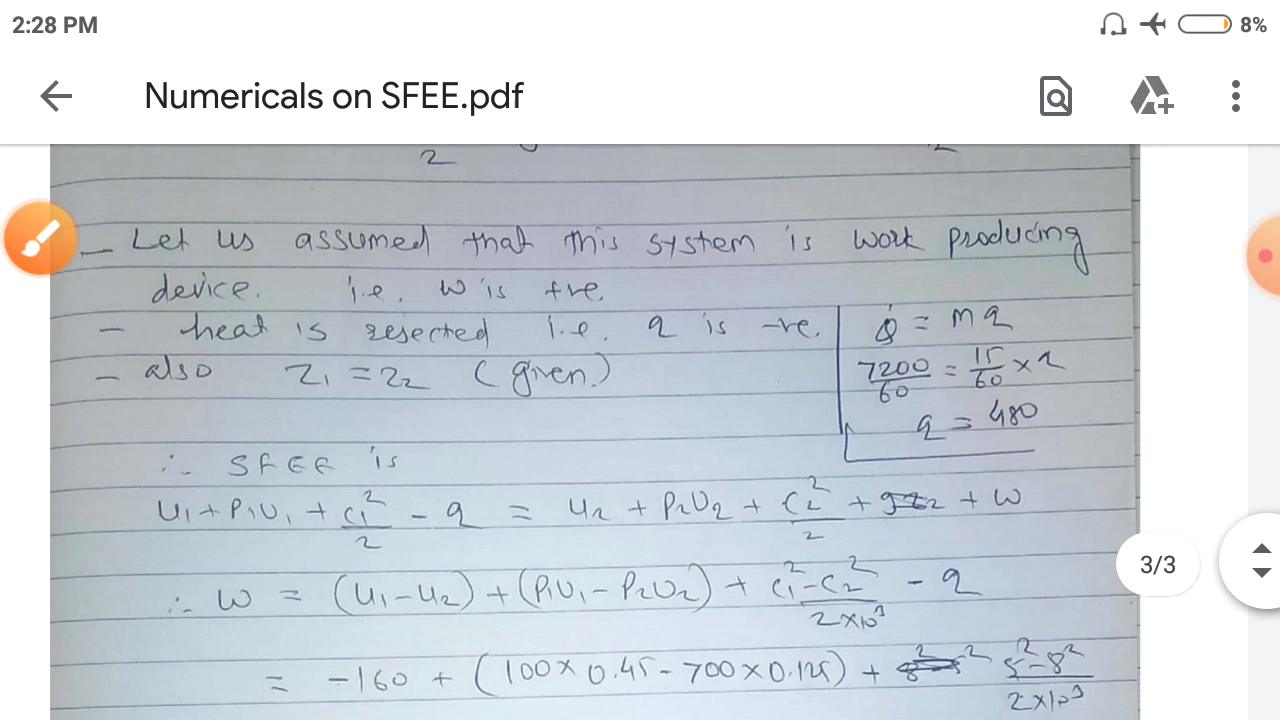 2:28 PM
8%
Numericals on SFEE.pdf
2
- Let us assumed that this system is work producing
device. i.e. W is +ve.
- heat is rejected i.e. q is -ve.
- also Z₁ = Z₂ (given)
Q̇ = mq
7200/60 = 15/60 × q
q = 480
∴ SFEE is
u₁ + P₁v₁ + C₁²/2 - q = u₂ + P₂v₂ + C₂²/2 + gz₂ + W
∴ W = (u₁-u₂) + (P₁v₁ - P₂v₂) + C₁²-C₂²/2×10³ - q
3/3
= -160 + (100×0.45 - 700×0.125) + 5²-8²/2×10³